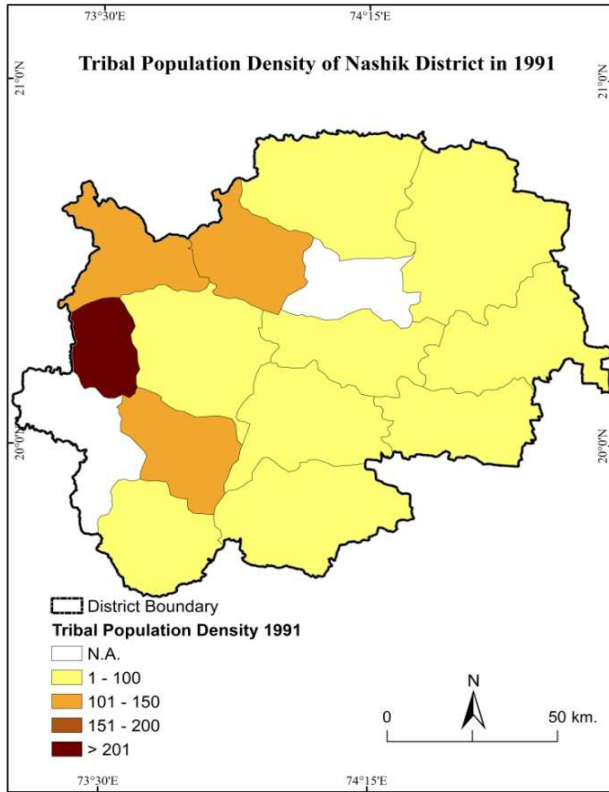 73°30'E 74°15'E
Tribal Population Density of Nashik District in 1991
21°0'N 21°0'N
20°0'N 20°0'N
District Boundary
Tribal Population Density 1991
N.A.
1 - 100
101 - 150
151 - 200
> 201
N
0 50 km.
73°30'E 74°15'E